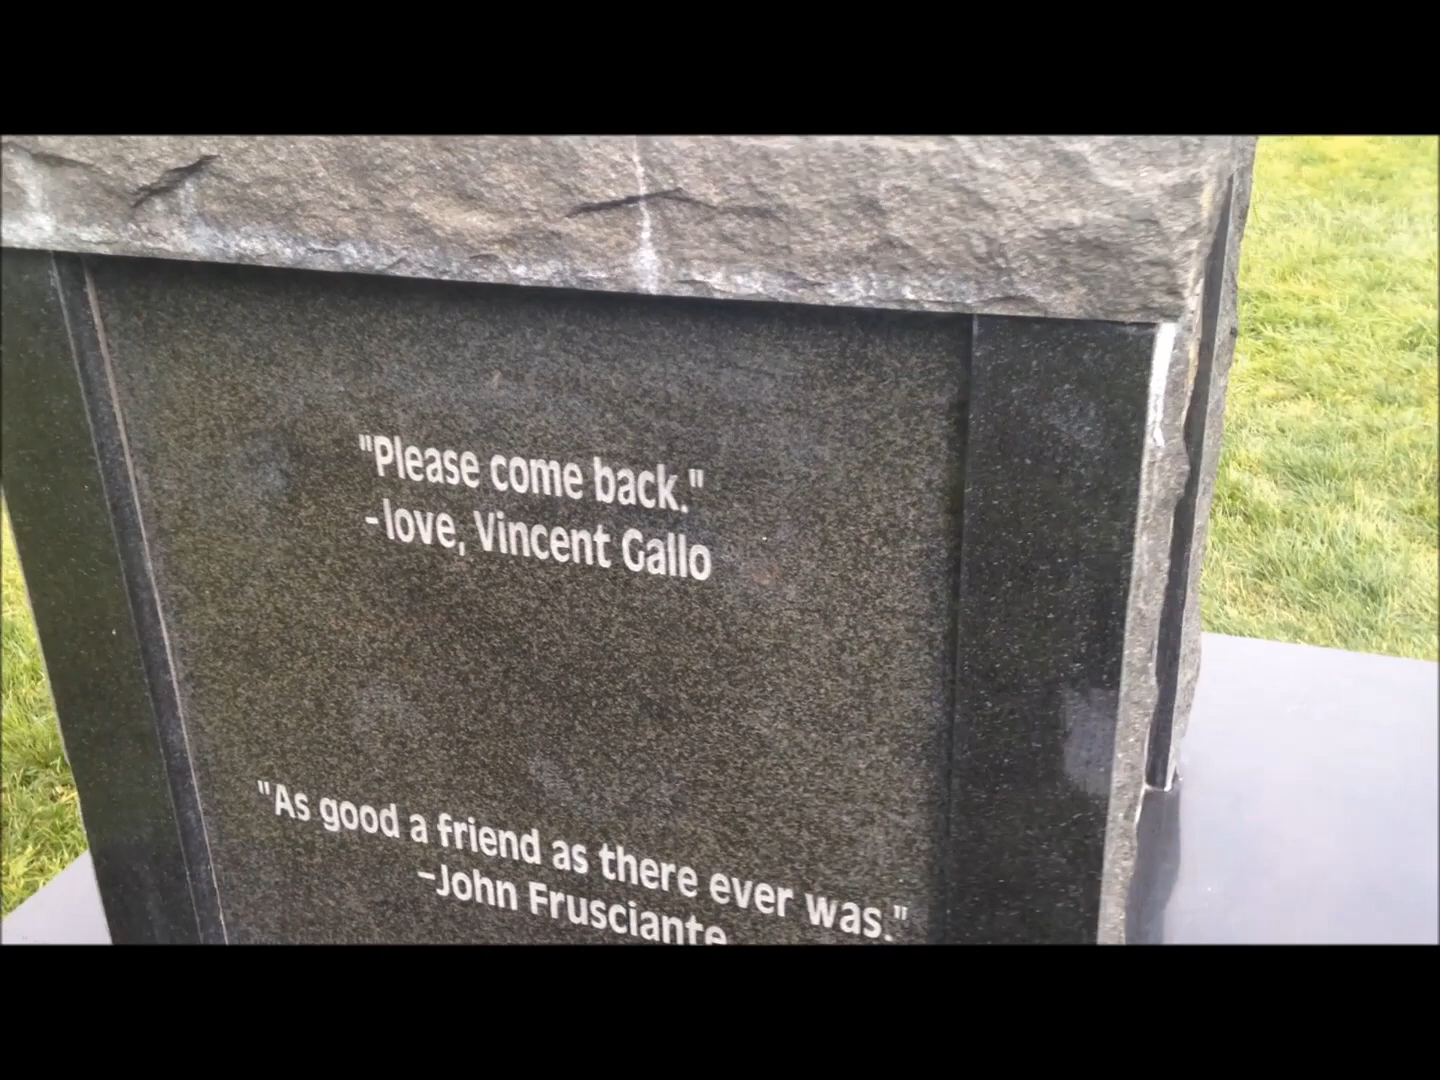 "Please come back."
-love, Vincent Gallo
"As good a friend as there ever was."
-John Frusciante